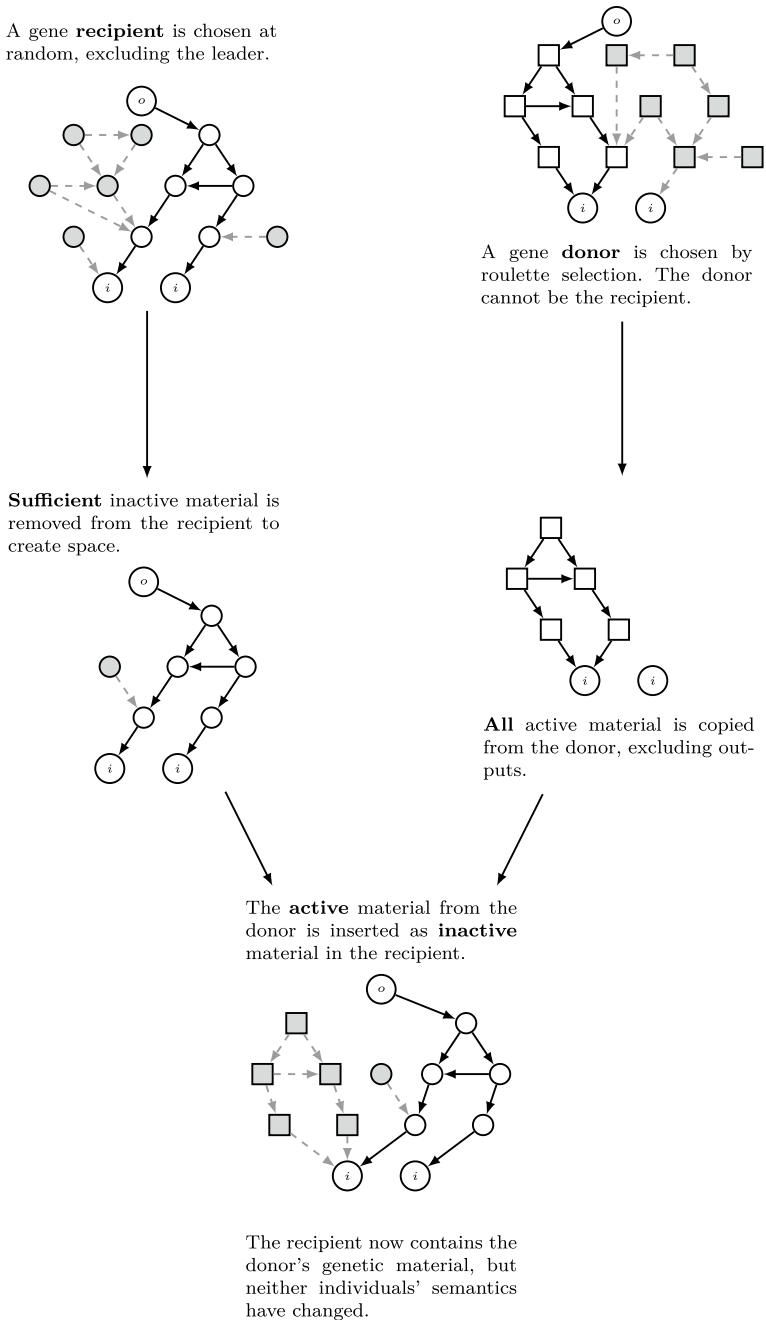 A gene recipient is chosen at
random, excluding the leader.
o
i
i
o
i
i
A gene donor is chosen by
roulette selection. The donor
cannot be the recipient.
Sufficient inactive material is
removed from the recipient to
create space.
o
i
i
i
i
All active material is copied
from the donor, excluding out-
puts.
The active material from the
donor is inserted as inactive
material in the recipient.
o
i
i
The recipient now contains the
donor's genetic material, but
neither individuals' semantics
have changed.